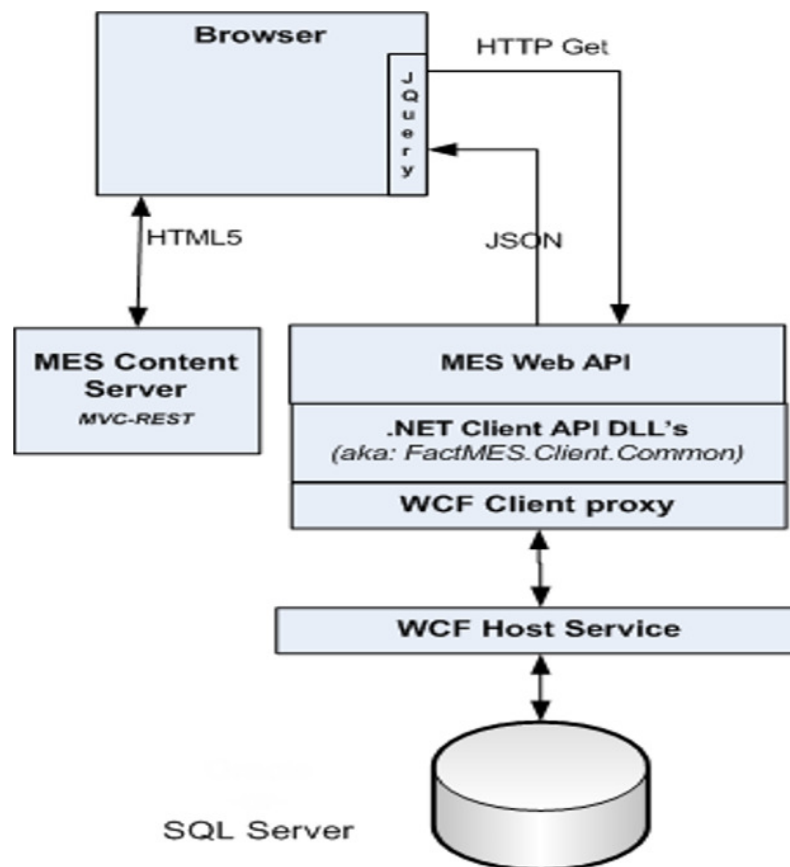 Browser
JQuery
HTTP Get
HTML5
JSON
MES Content
Server
MVC-REST
MES Web API
.NET Client API DLL's
(aka: FactMES.Client.Common)
WCF Client proxy
WCF Host Service
SQL Server